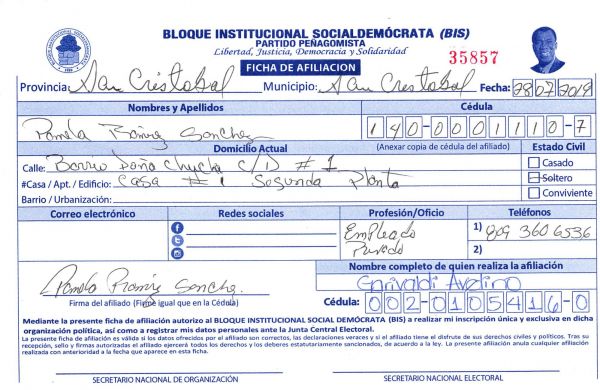 BLOQUE INSTITUCIONAL SOCIALDEMÓCRATA (BIS)
PARTIDO PEÑAGOMISTA
Libertad, Justicia, Democracia y Solidaridad
35857
FICHA DE AFILIACION
Provincia: San Cristobal Municipio: San Cristobal Fecha: 28/07/2019
Nombres y Apellidos Cédula
Pamela Ramirez Sanchez 140-0001110-7
Domicilio Actual (Anexar copia de cédula del afiliado) Estado Civil
Calle: Barrio Doña Chucha C/D # 1 Casado
#Casa / Apt. / Edificio: Casa # 1 Segunda Planta Soltero
Barrio / Urbanización: Conviviente
Correo electrónico Redes sociales Profesión/Oficio Teléfonos
Empleado 1) 809 360 6536
Privado 2)
Nombre completo de quien realiza la afiliación
Pamela Ramirez Sanchez Garivaldi Avelino
Firma del afiliado (Firme igual que en la Cédula) Cédula: 002-0105416-0
Mediante la presente ficha de afiliación autorizo al BLOQUE INSTITUCIONAL SOCIAL DEMÓCRATA (BIS) a realizar mi inscripción única y exclusiva en dicha
organización política, así como a registrar mis datos personales ante la Junta Central Electoral.
La presente ficha de afiliación es válida si los datos ofrecidos por el afiliado son correctos, las declaraciones veraces y si el afiliado tiene el disfrute de sus derechos civiles y políticos. Tras su
recepción, sello y firmas autorizadas el afiliado ejercerá todos los derechos y los deberes estatutariamente sancionados, de acuerdo a la ley. La presente afiliación anula cualquier afiliación
realizada con anterioridad a la fecha que aparece en esta ficha.
SECRETARIO NACIONAL DE ORGANIZACIÓN SECRETARIO NACIONAL ELECTORAL